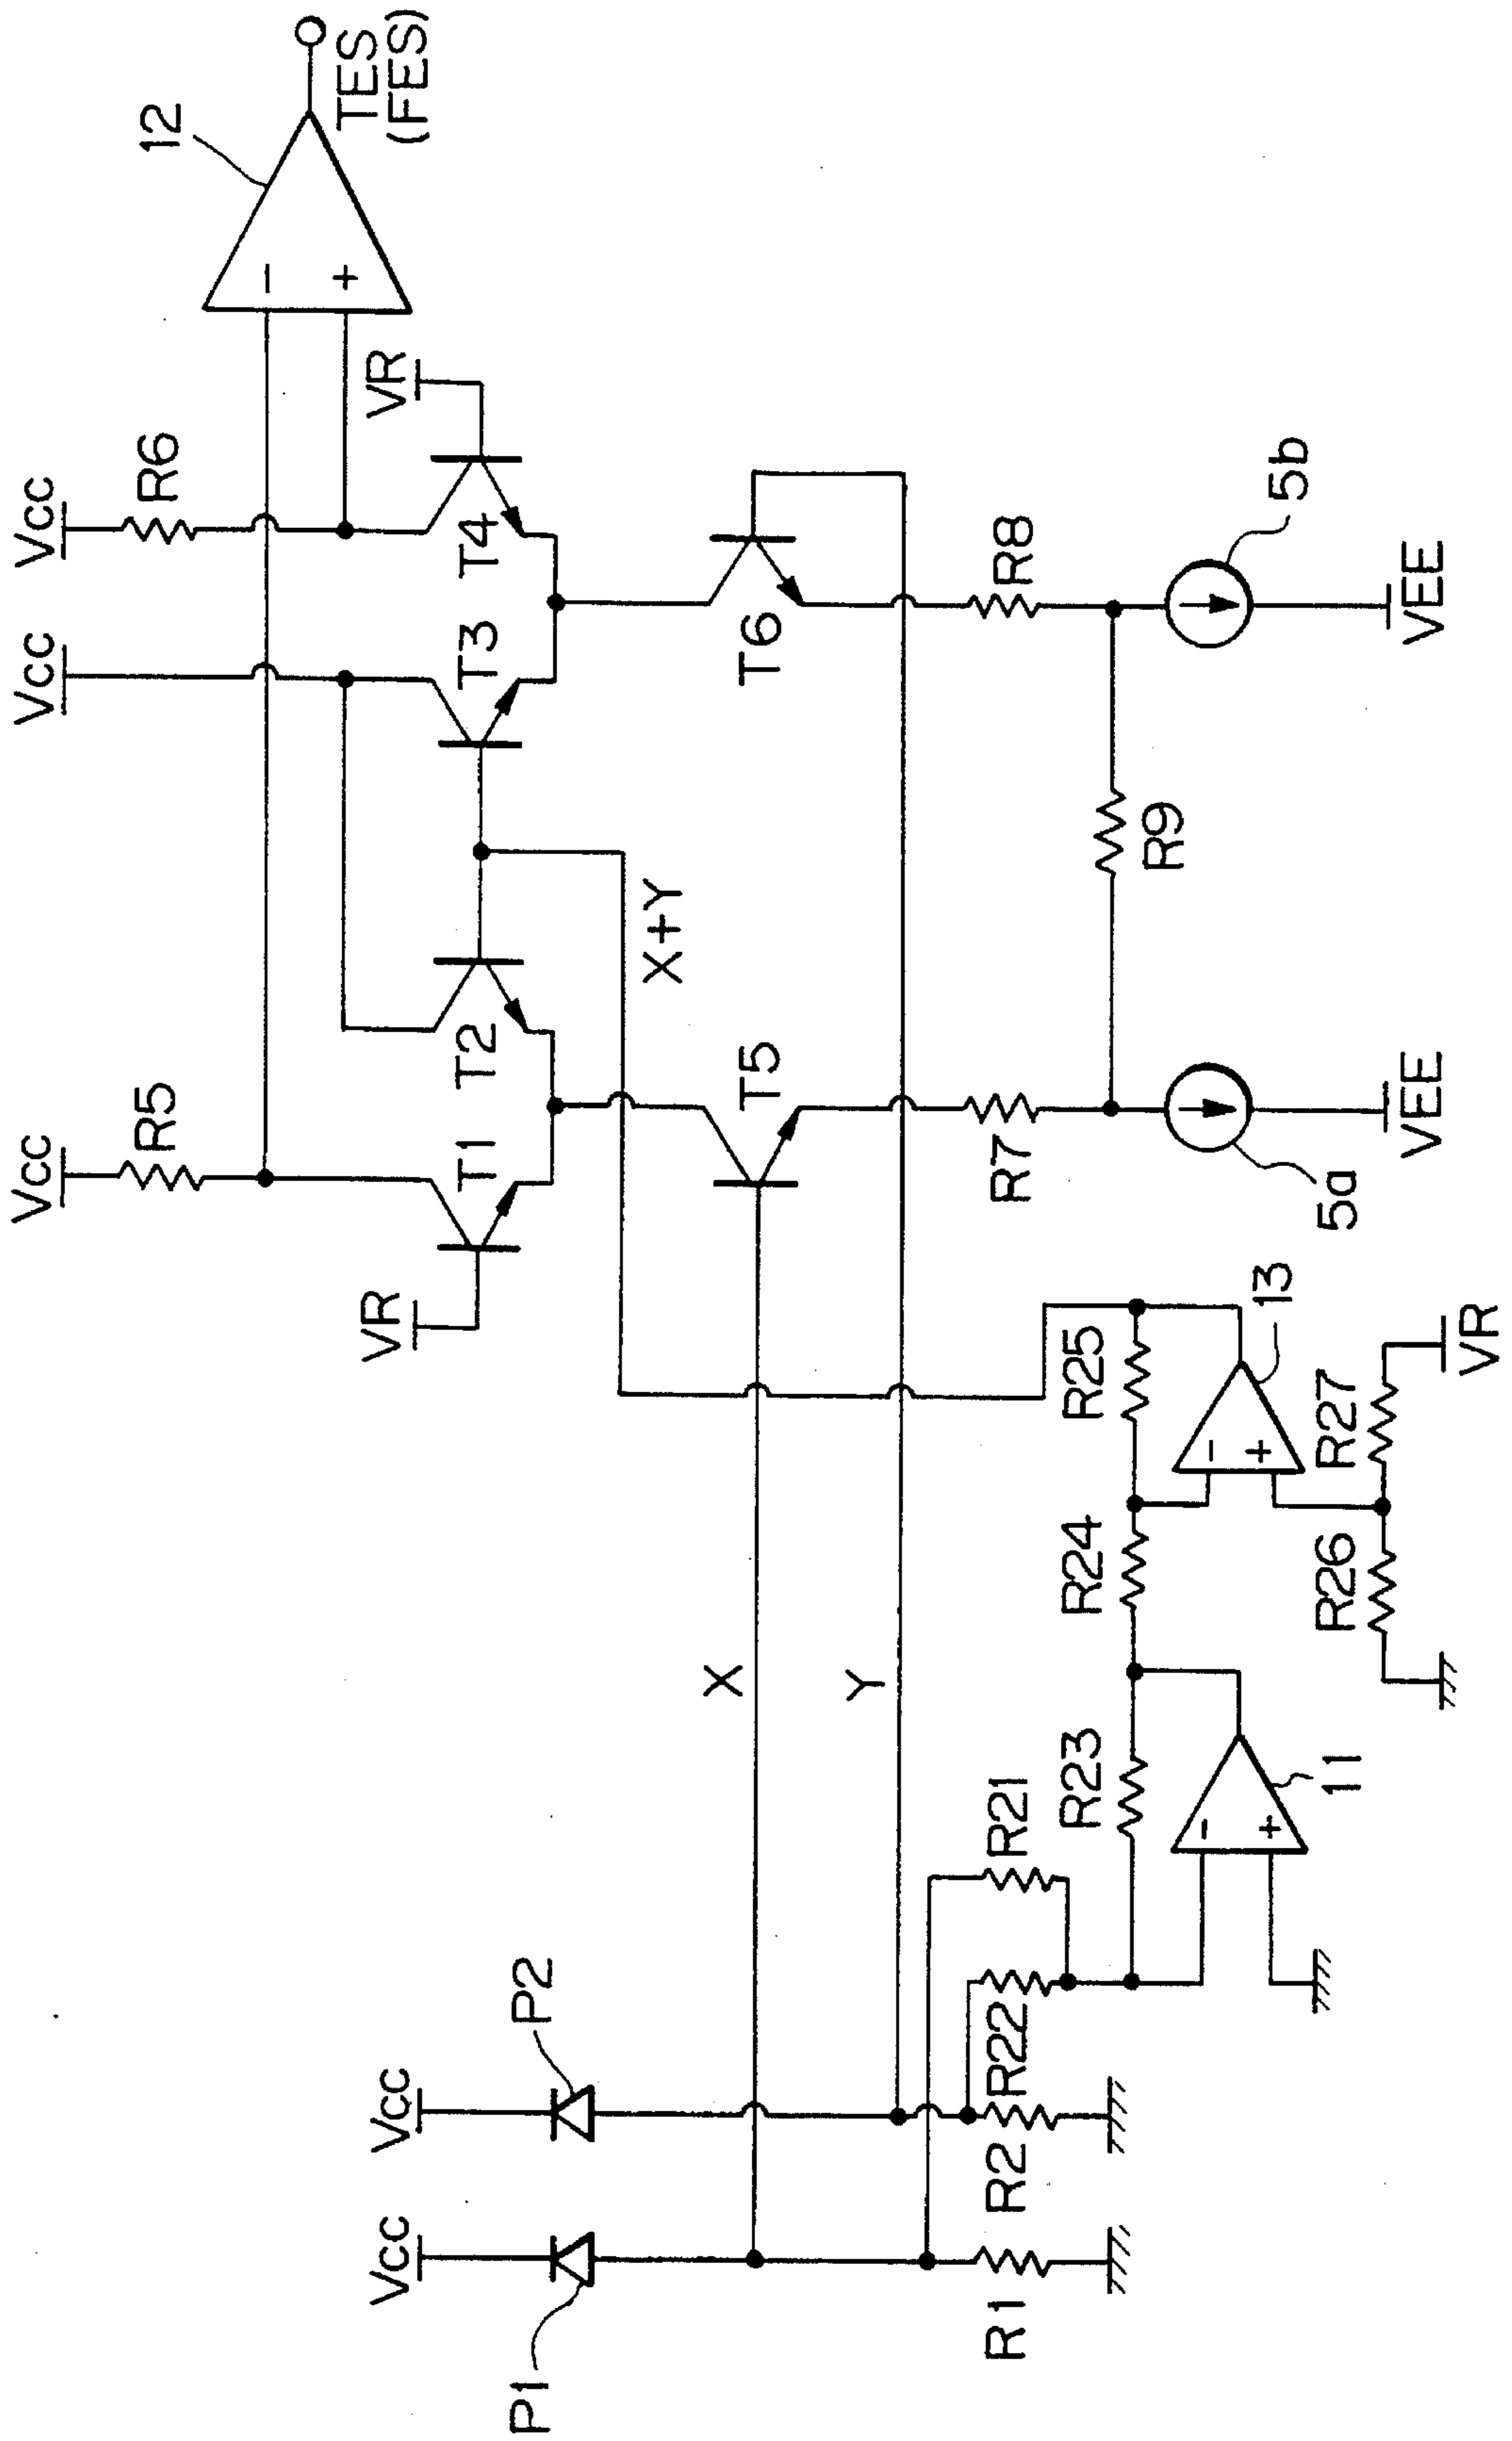 12
TES
(FES)
-
+
Vcc
R6
VR
T4
Vcc
T3
T6
R8
5b
VEE
R9
X+Y
Vcc
R5
T2
T1
VR
T5
R7
5a
VEE
R25
13
-
+
R27
VR
R24
R26
X
Y
R23
11
-
+
R21
R22
P2
Vcc
R2
P1
Vcc
R1